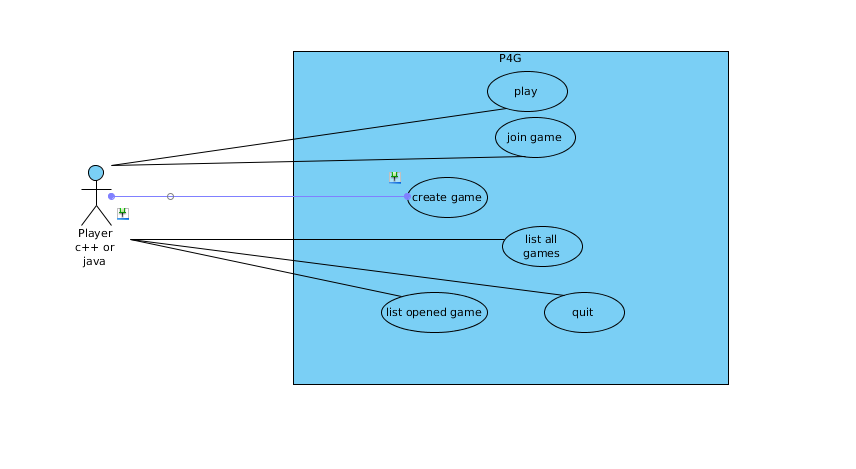 P4G
play
join game
create game
Player
c++ or
java
list all
games
list opened game
quit